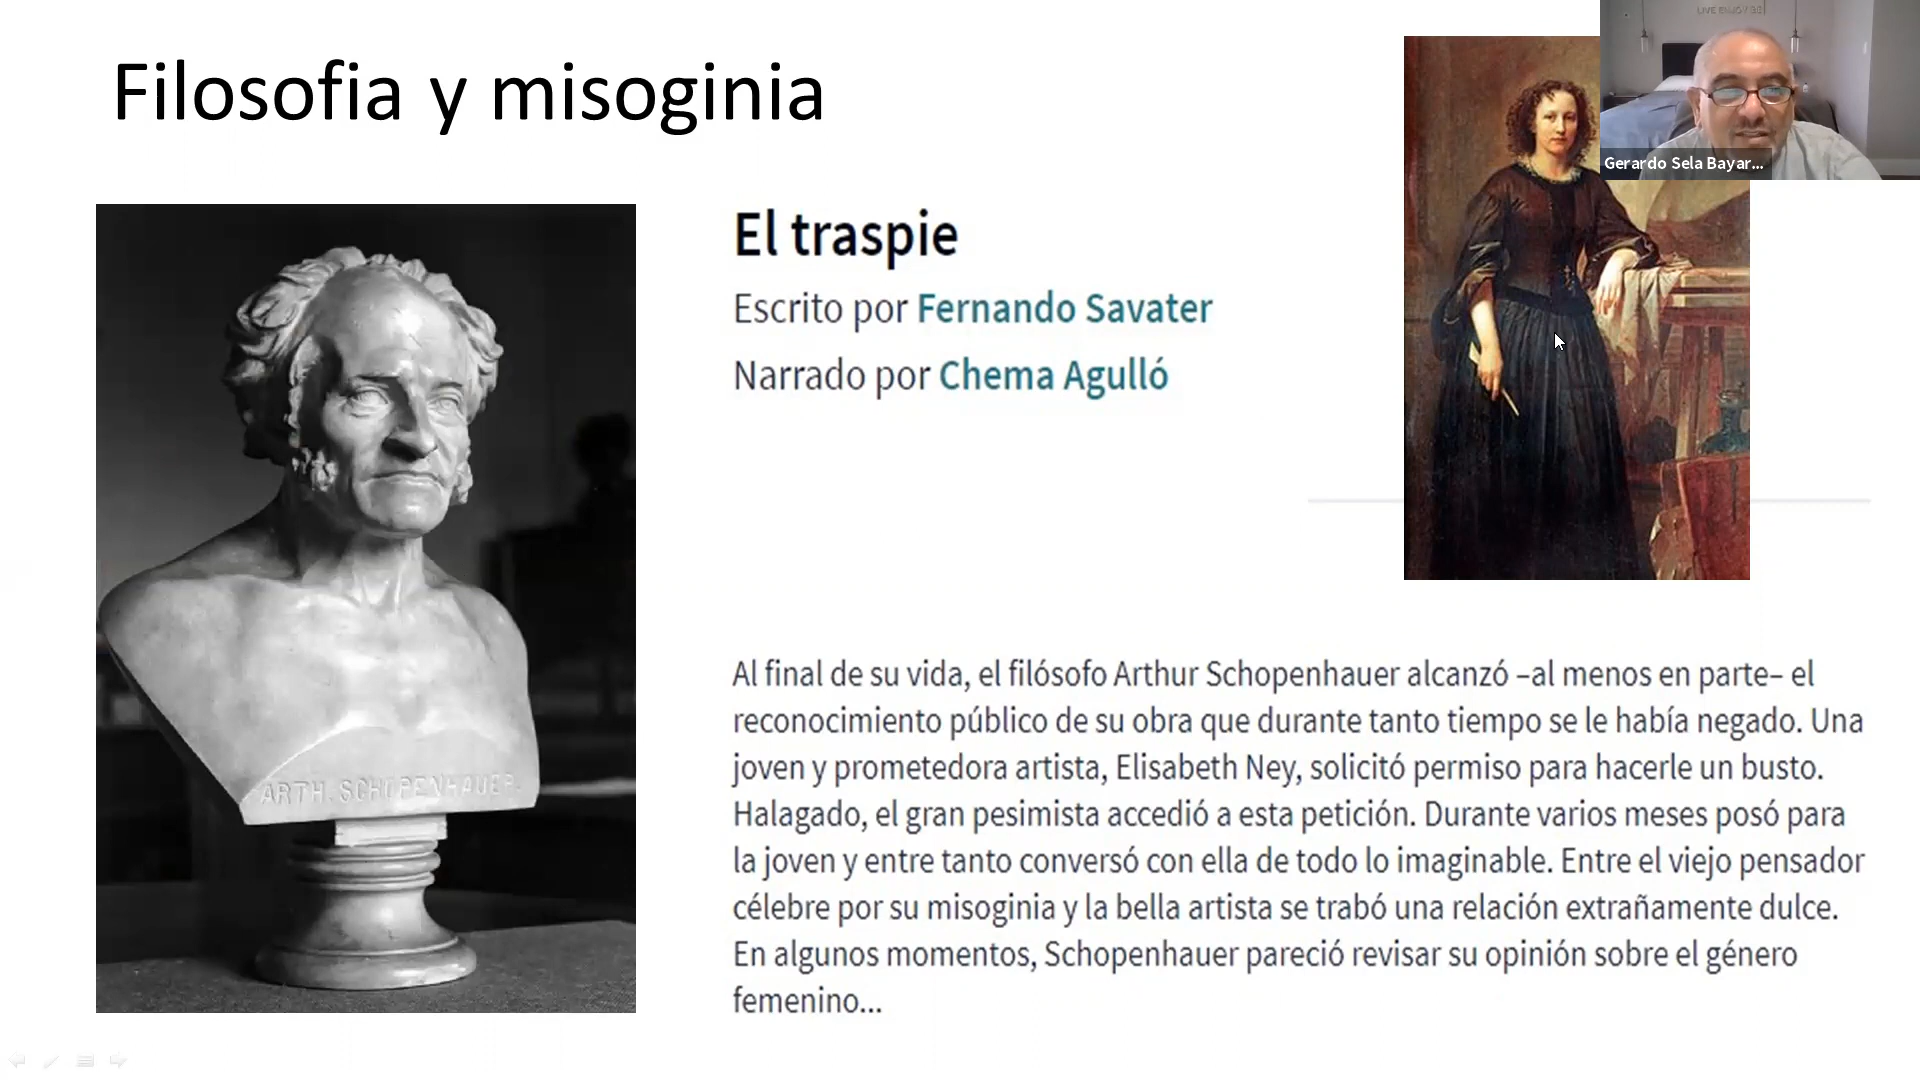 Filosofia y misoginia
LIVE ENJOY BE
Gerardo Sela Bayar...
El traspie
Escrito por Fernando Savater
Narrado por Chema Agulló
ARTH. SCHOPENHAUER.
Al final de su vida, el filósofo Arthur Schopenhauer alcanzó –al menos en parte– el
reconocimiento público de su obra que durante tanto tiempo se le había negado. Una
joven y prometedora artista, Elisabeth Ney, solicitó permiso para hacerle un busto.
Halagado, el gran pesimista accedió a esta petición. Durante varios meses posó para
la joven y entre tanto conversó con ella de todo lo imaginable. Entre el viejo pensador
célebre por su misoginia y la bella artista se trabó una relación extrañamente dulce.
En algunos momentos, Schopenhauer pareció revisar su opinión sobre el género
femenino...